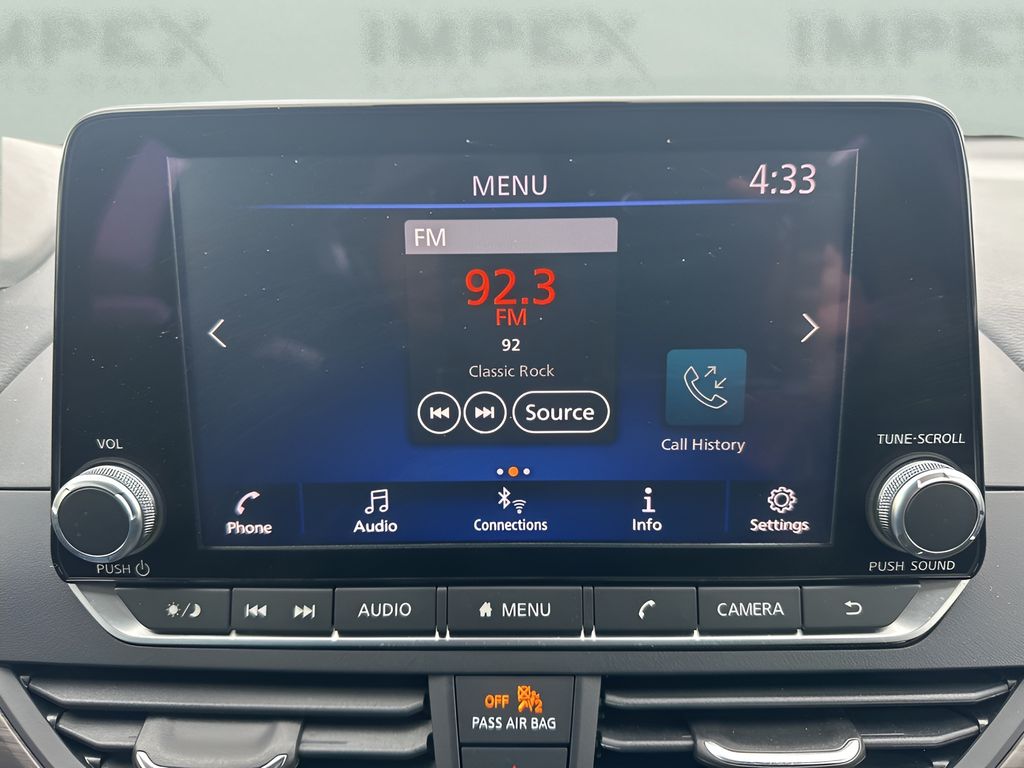 IMPEX
IMPEX
IMPEX
MENU
4:33
FM
92.3
FM
92
Classic Rock
Source
Call History
VOL
TUNE-SCROLL
Phone
Audio
Connections
Info
Settings
PUSH
PUSH SOUND
AUDIO
MENU
CAMERA
OFF
PASS AIR BAG